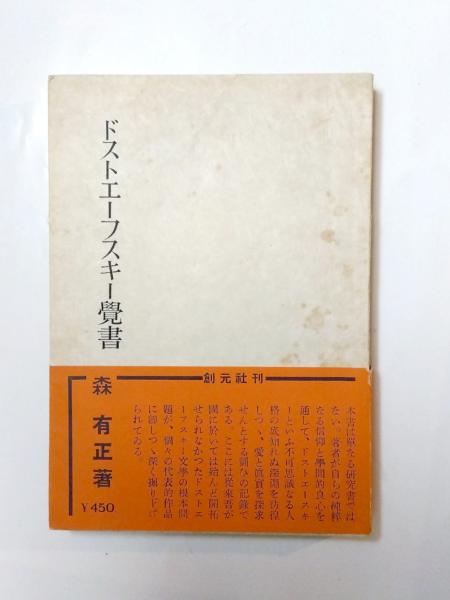 ドストエーフスキー覺書
創元社刊
本書は單なる研究書では
ない。著者が自らの純粹
なる信仰と學問的良心を
通して、ドストエースキ
ーといふ不可思議なる人
格の底知れぬ深淵を彷徨
しつゝ、愛と眞實を探求
せんとする鬪ひの記録で
ある。ここには從來吾が
國に於いては殆んど開拓
せられなかつたドストエ
ーフスキー文學の根本問
題が、個々の代表的作品
に即しつゝ深く掘り下げ
られてゐる。
森有正著
¥450